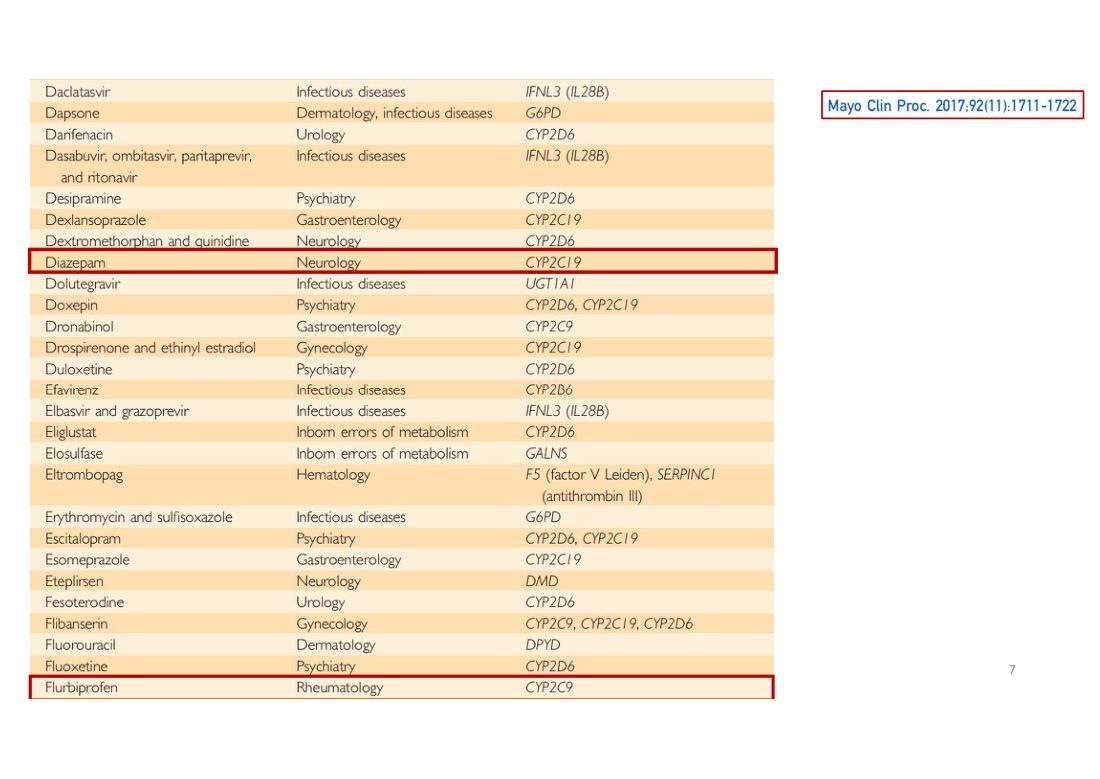 Daclatasvir Infectious diseases IFNL3 (IL28B)
Dapsone Dermatology, infectious diseases G6PD
Darifenacin Urology CYP2D6
Dasabuvir, ombitasvir, paritaprevir, Infectious diseases IFNL3 (IL28B)
and ritonavir
Desipramine Psychiatry CYP2D6
Dexlansoprazole Gastroenterology CYP2C19
Dextromethorphan and quinidine Neurology CYP2D6
Diazepam Neurology CYP2C19
Dolutegravir Infectious diseases UGT1A1
Doxepin Psychiatry CYP2D6, CYP2C19
Dronabinol Gastroenterology CYP2C9
Drospirenone and ethinyl estradiol Gynecology CYP2C19
Duloxetine Psychiatry CYP2D6
Efavirenz Infectious diseases CYP2B6
Elbasvir and grazoprevir Infectious diseases IFNL3 (IL28B)
Eliglustat Inborn errors of metabolism CYP2D6
Elosulfase Inborn errors of metabolism GALNS
Eltrombopag Hematology F5 (factor V Leiden), SERPINC1
(antithrombin III)
Erythromycin and sulfisoxazole Infectious diseases G6PD
Escitalopram Psychiatry CYP2D6, CYP2C19
Esomeprazole Gastroenterology CYP2C19
Eteplirsen Neurology DMD
Fesoterodine Urology CYP2D6
Flibanserin Gynecology CYP2C9, CYP2C19, CYP2D6
Fluorouracil Dermatology DPYD
Fluoxetine Psychiatry CYP2D6
Flurbiprofen Rheumatology CYP2C9
Mayo Clin Proc. 2017;92(11):1711-1722
7